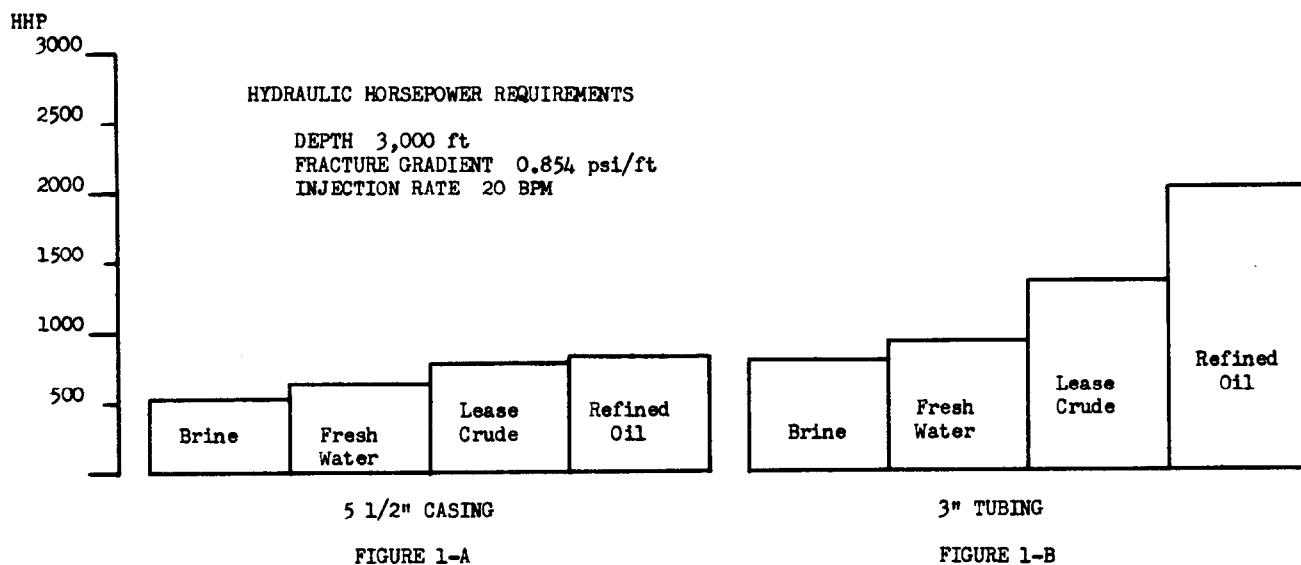 HHP
3000
HYDRAULIC HORSEPOWER REQUIREMENTS
2500
DEPTH 3,000 ft
FRACTURE GRADIENT 0.854 psi/ft
INJECTION RATE 20 BPM
2000
1500
1000
500
Brine
Fresh
Water
Lease
Crude
Refined
Oil
5 1/2" CASING
FIGURE 1-A
Brine
Fresh
Water
Lease
Crude
Refined
Oil
3" TUBING
FIGURE 1-B